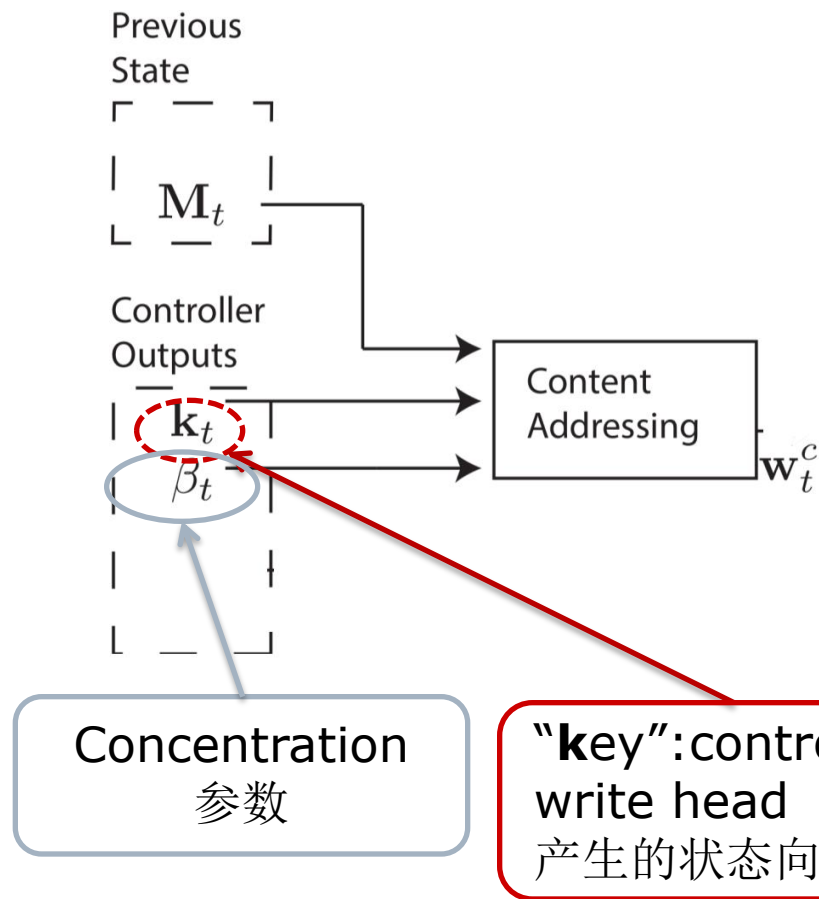 Previous
State
M_t
Controller
Outputs
k_t
β_t
Content
Addressing
w_t^c
Concentration
参数
"key":contro
write head
产生的状态向